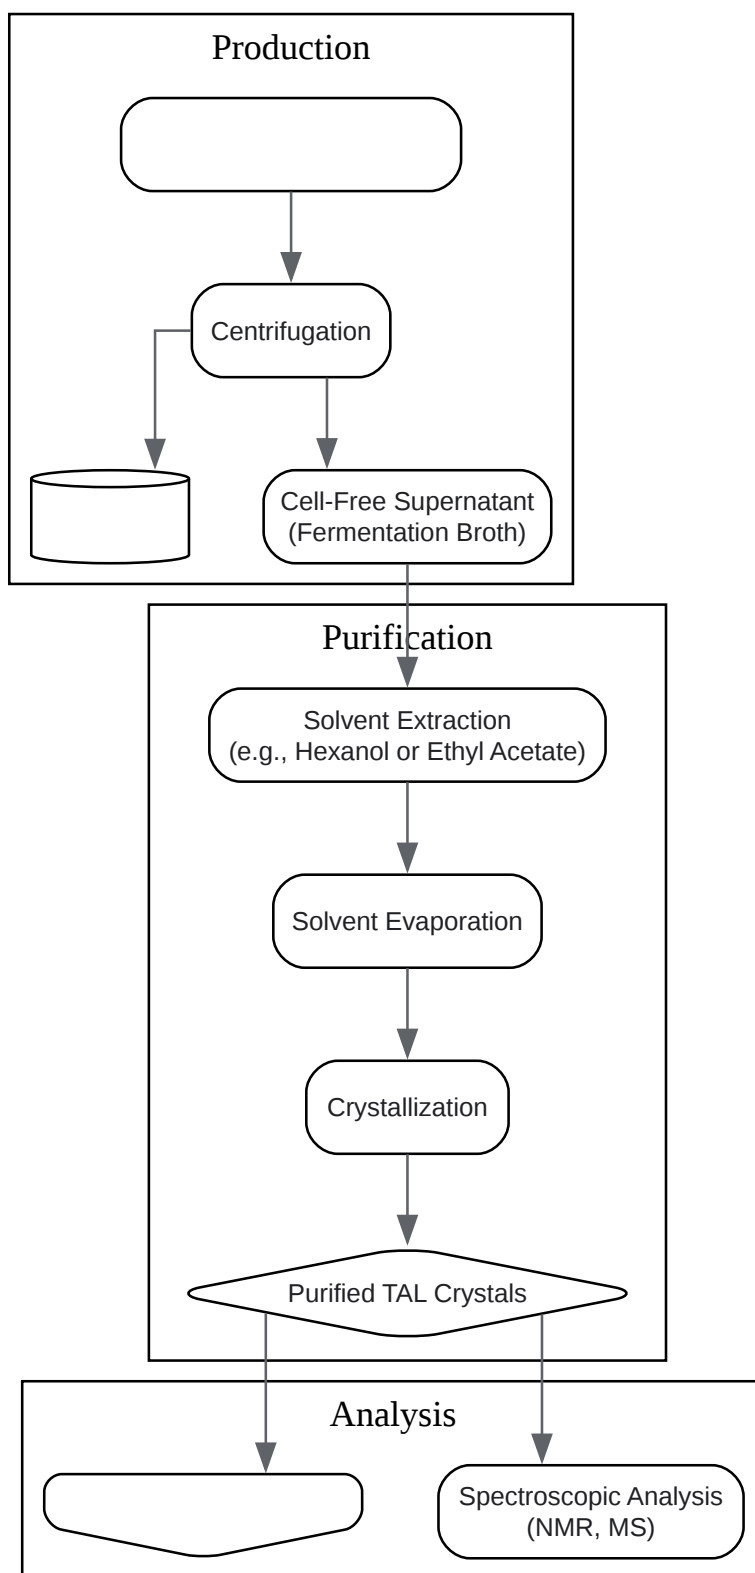 Production
Centrifugation
Cell-Free Supernatant
(Fermentation Broth)
Purification
Solvent Extraction
(e.g., Hexanol or Ethyl Acetate)
Solvent Evaporation
Crystallization
Purified TAL Crystals
Analysis
Spectroscopic Analysis
(NMR, MS)